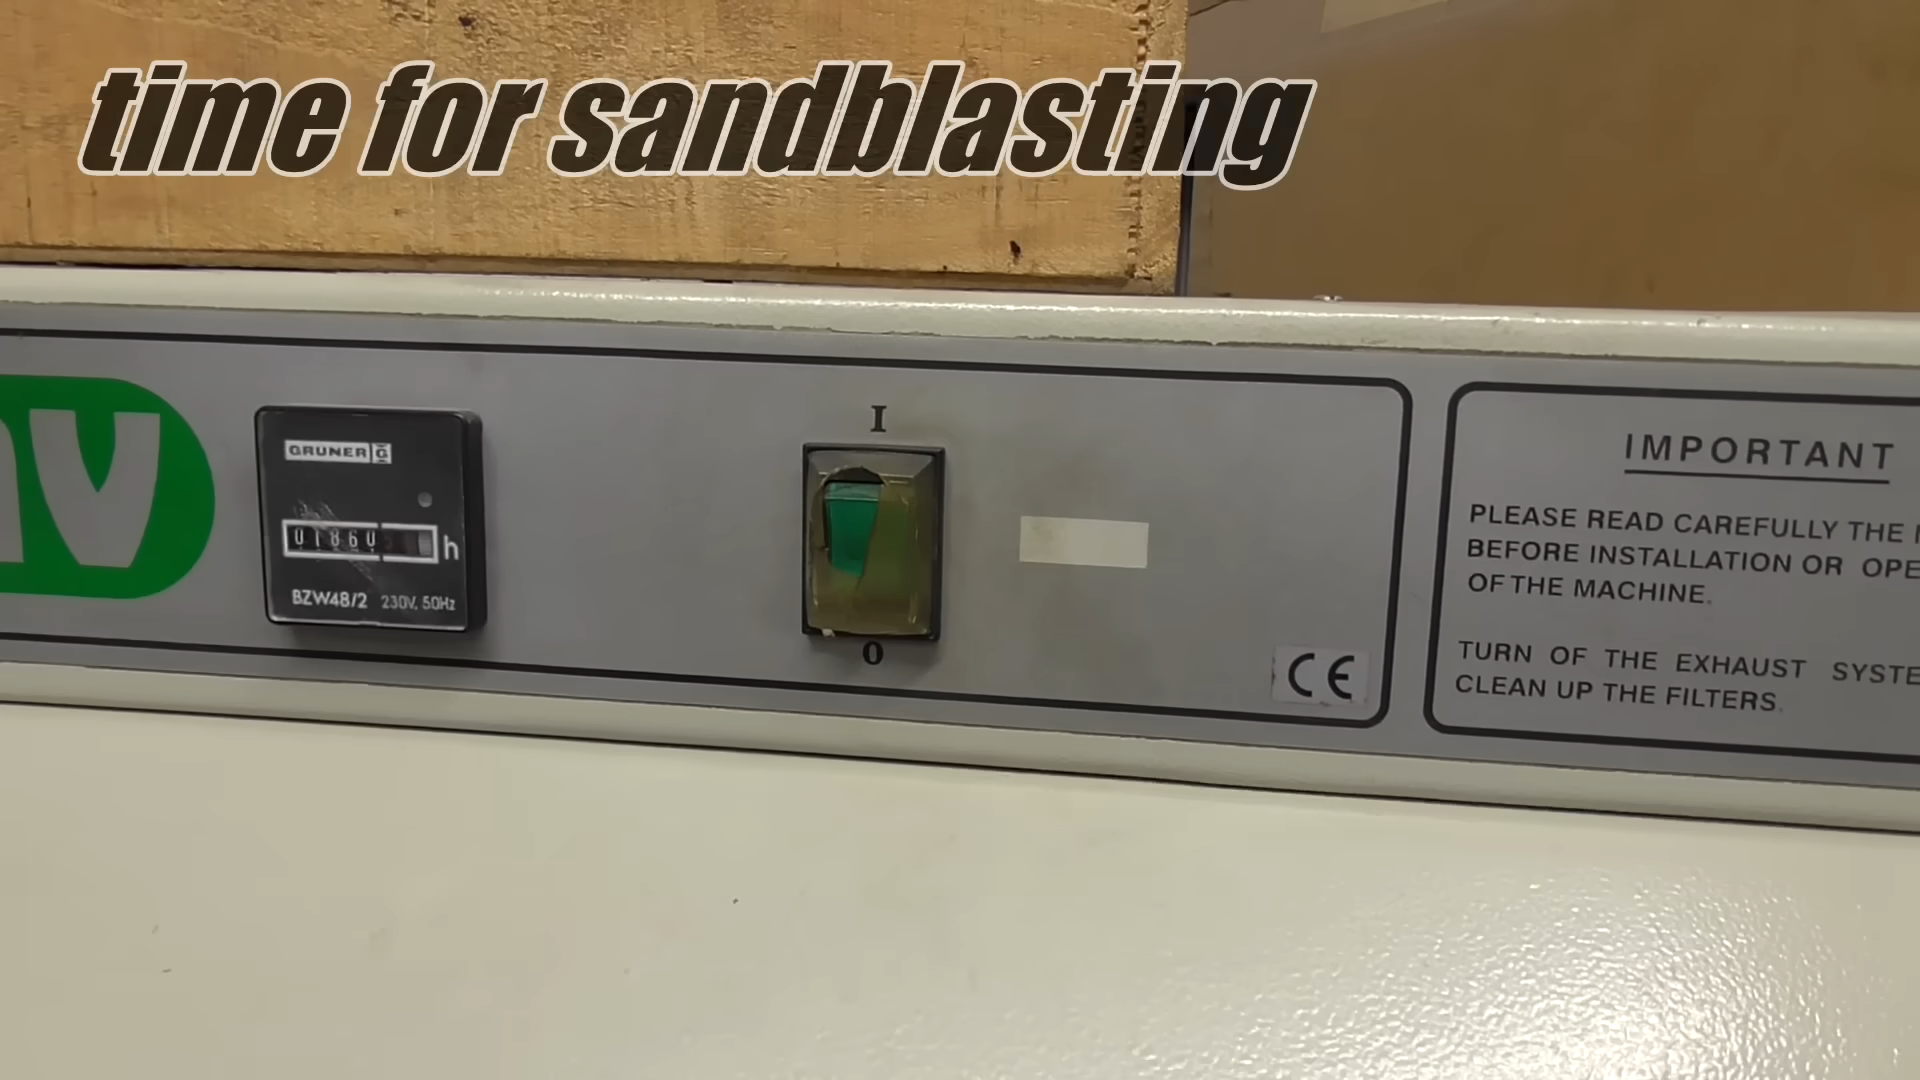 time for sandblasting
I
IMPORTANT
GRUNER G
PLEASE READ CAREFULLY THE
BEFORE INSTALLATION OR OPE
OF THE MACHINE.
h
BZW48/2 230V, 50Hz
O
TURN OF THE EXHAUST SYSTE
CLEAN UP THE FILTERS.
CE